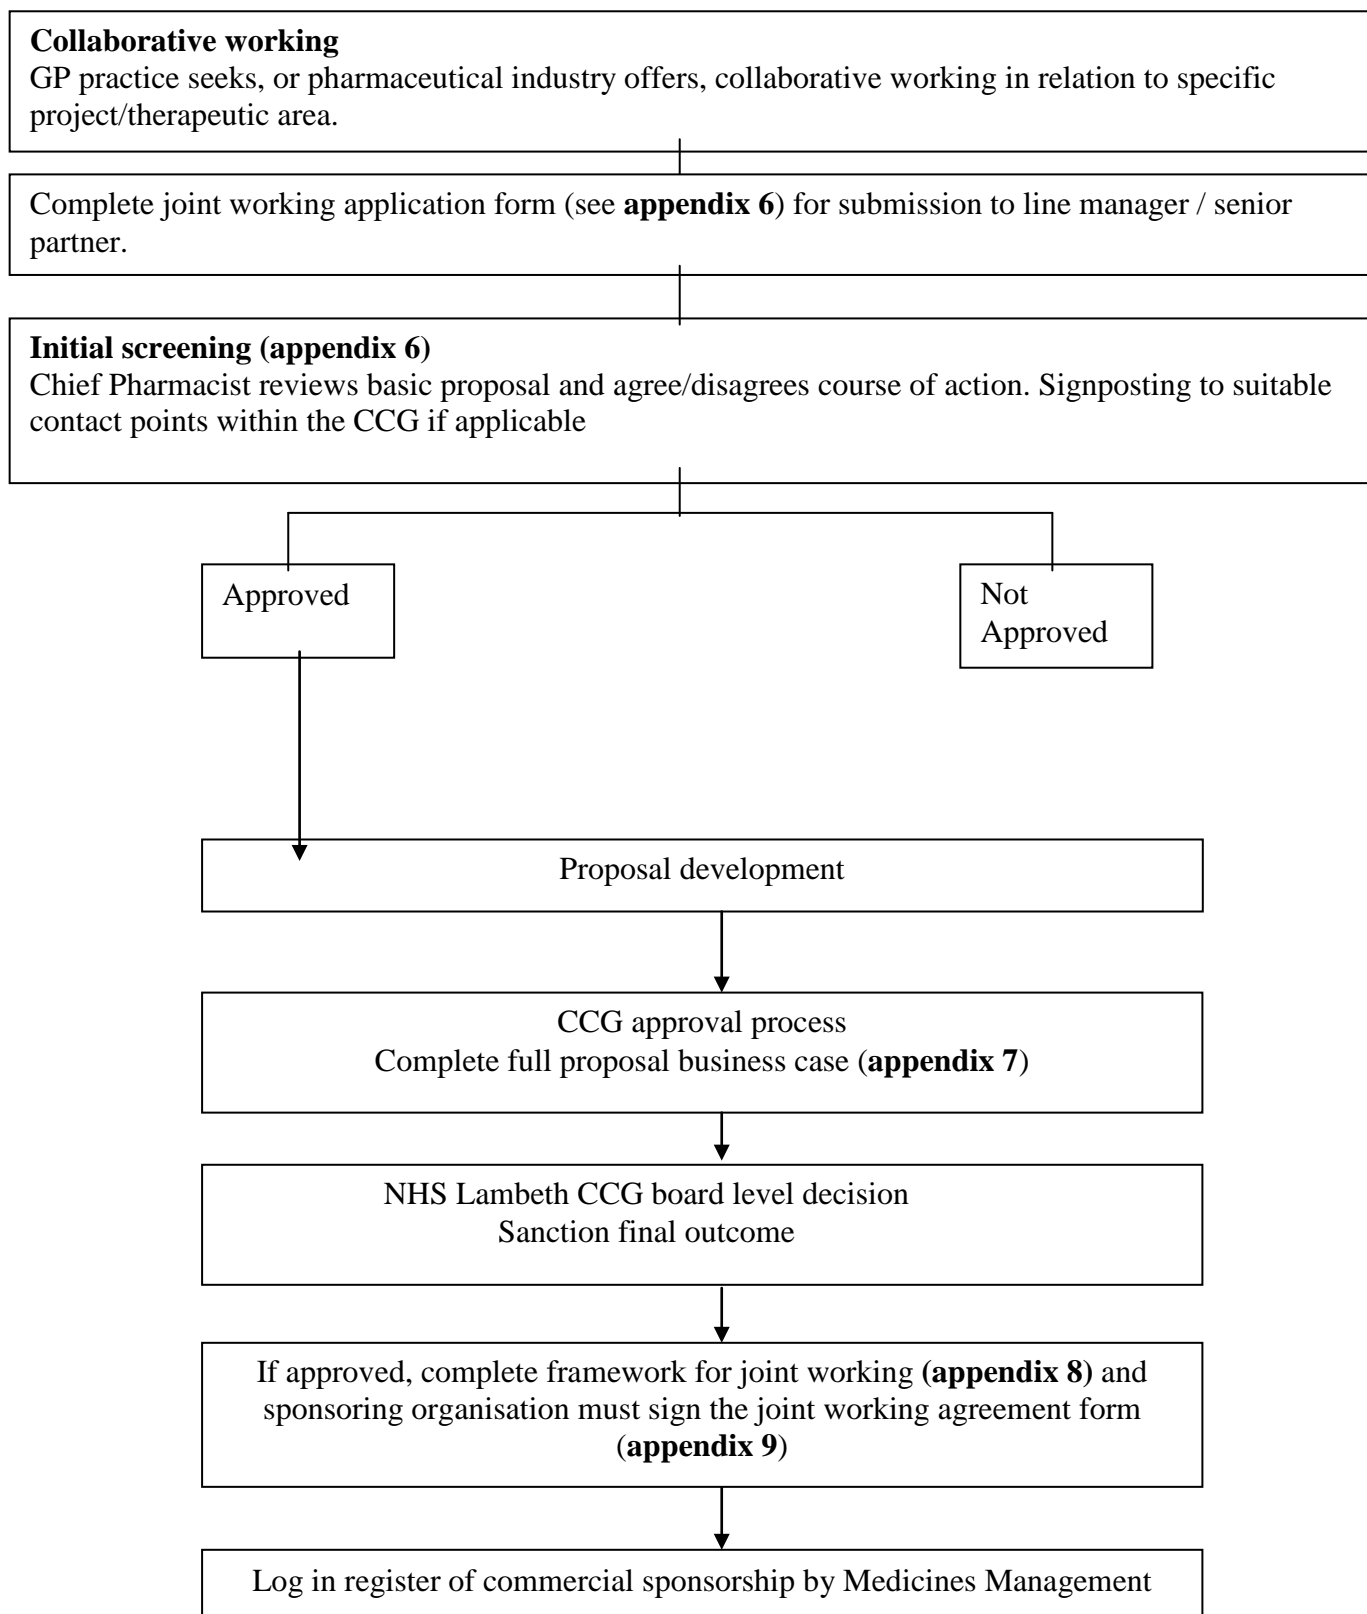 Collaborative working
GP practice seeks, or pharmaceutical industry offers, collaborative working in relation to specific
project/therapeutic area.
Complete joint working application form (see appendix 6) for submission to line manager / senior
partner.
Initial screening (appendix 6)
Chief Pharmacist reviews basic proposal and agree/disagrees course of action. Signposting to suitable
contact points within the CCG if applicable
Approved
Not
Approved
Proposal development
CCG approval process
Complete full proposal business case (appendix 7)
NHS Lambeth CCG board level decision
Sanction final outcome
If approved, complete framework for joint working (appendix 8) and
sponsoring organisation must sign the joint working agreement form
(appendix 9)
Log in register of commercial sponsorship by Medicines Management